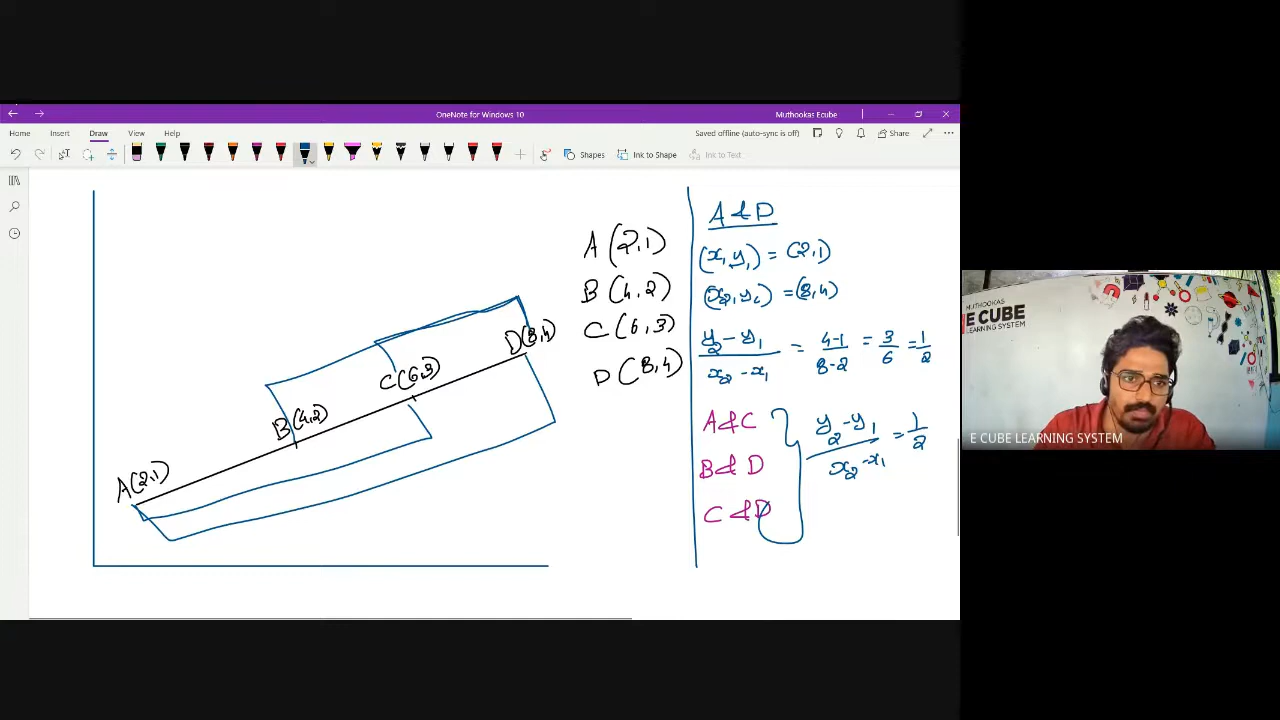 OneNote for Windows 10
Muthookas Ecube
Home Insert Draw View Help
Saved offline (auto-sync is off)
Share
Shapes
Ink to Shape
Ink to Text
A(2,1)
B(4,2)
C(6,3)
D(8,4)
A (2,1)
B (4,2)
C (6,3)
D (8,4)
A & D
(x1, y1) = (2,1)
(x2, y2) = (8,4)
y2 - y1 / x2 - x1 = 4-1 / 8-2 = 3/6 = 1/2
A & C
B & D
C & D
y2 - y1 / x2 - x1 = 1/2
MUTHOOKAS
E CUBE
LEARNING SYSTEM
E CUBE LEARNING SYSTEM